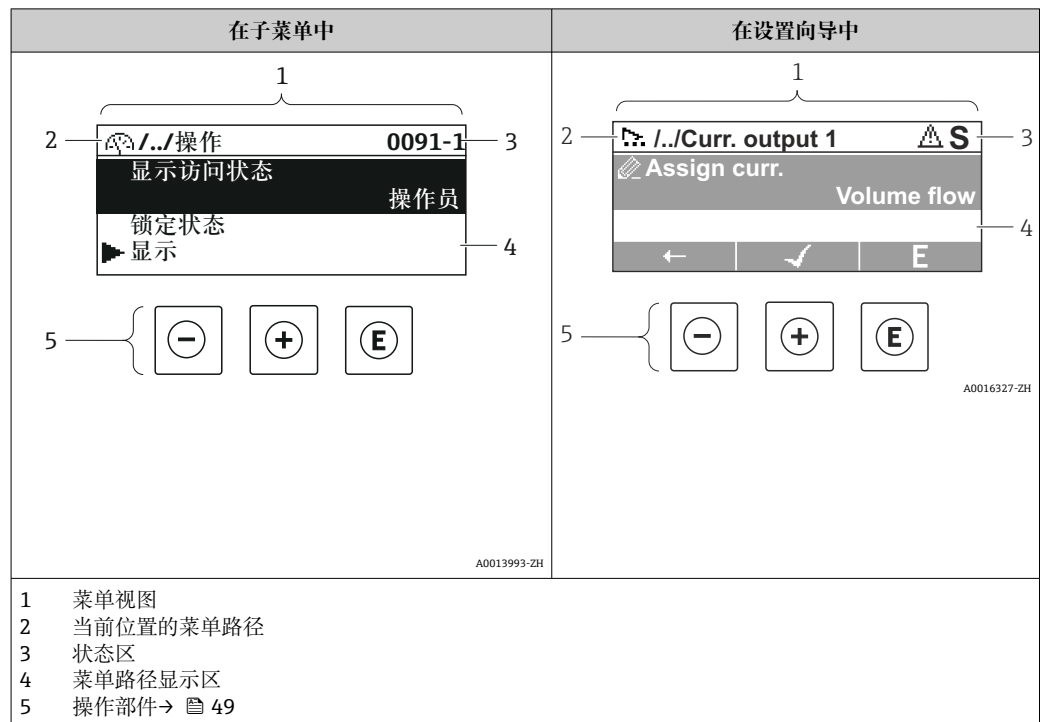 在子菜单中
在设置向导中
1
2
/../操作 0091-1
3
显示访问状态
操作员
锁定状态
显示
4
5
E
A0013993-ZH
1
2
/../Curr. output 1 S
3
Assign curr.
Volume flow
4
← ✓ E
5
E
A0016327-ZH
1 菜单视图
2 当前位置的菜单路径
3 状态区
4 菜单路径显示区
5 操作部件→ 49